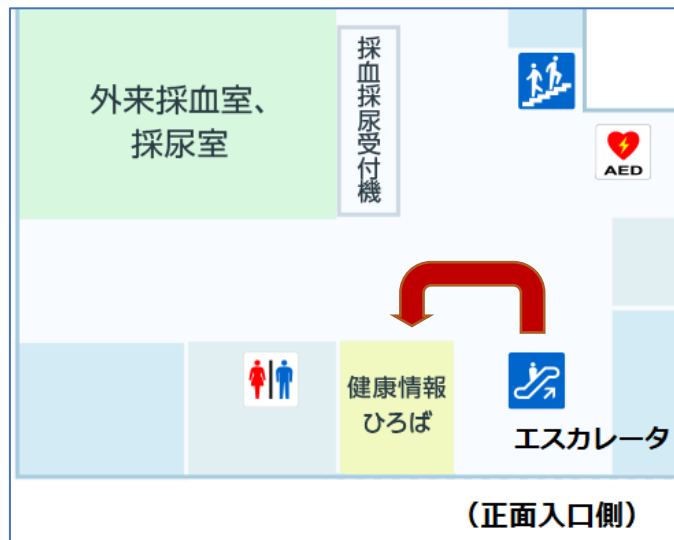 外来採血室、
採尿室
採血採尿受付機
AED
健康情報
ひろば
エスカレータ
（正面入口側）